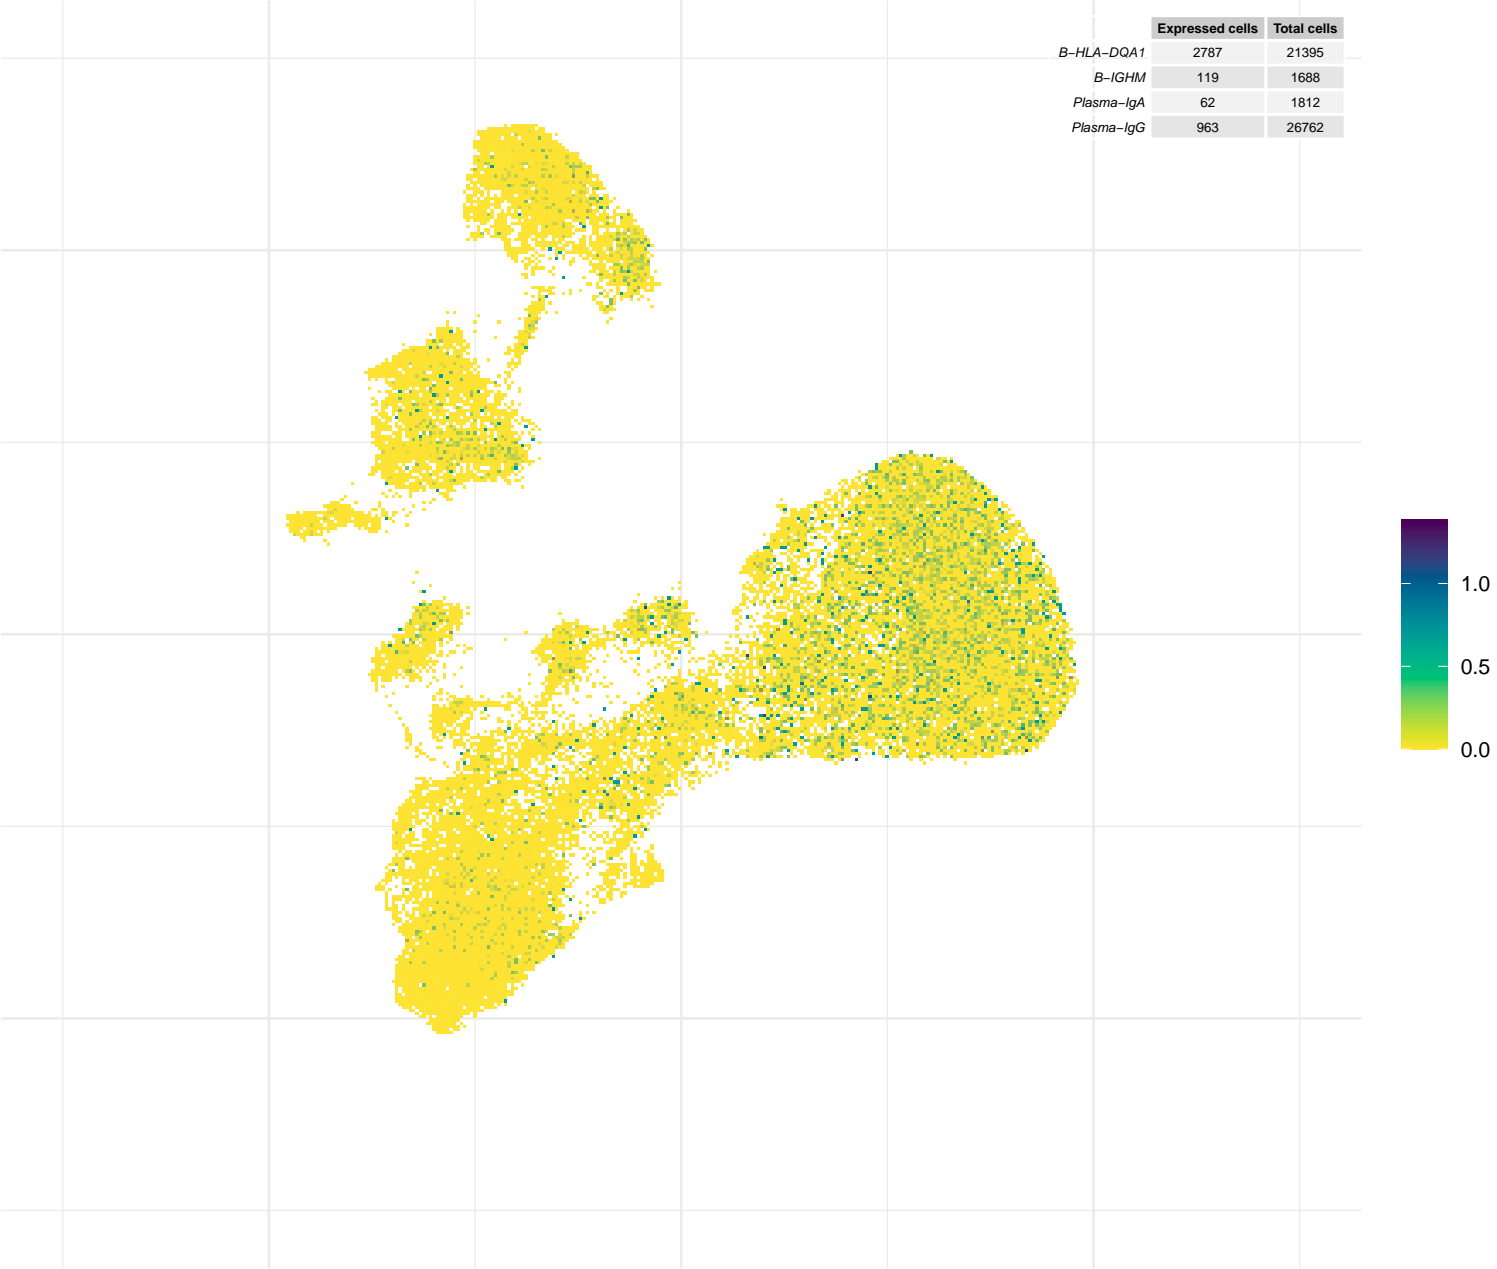 Expressed cells Total cells
B−HLA−DQA1 2787 21395
B−IGHM 119 1688
Plasma−IgA 62 1812
Plasma−IgG 963 26762
1.0
0.5
0.0